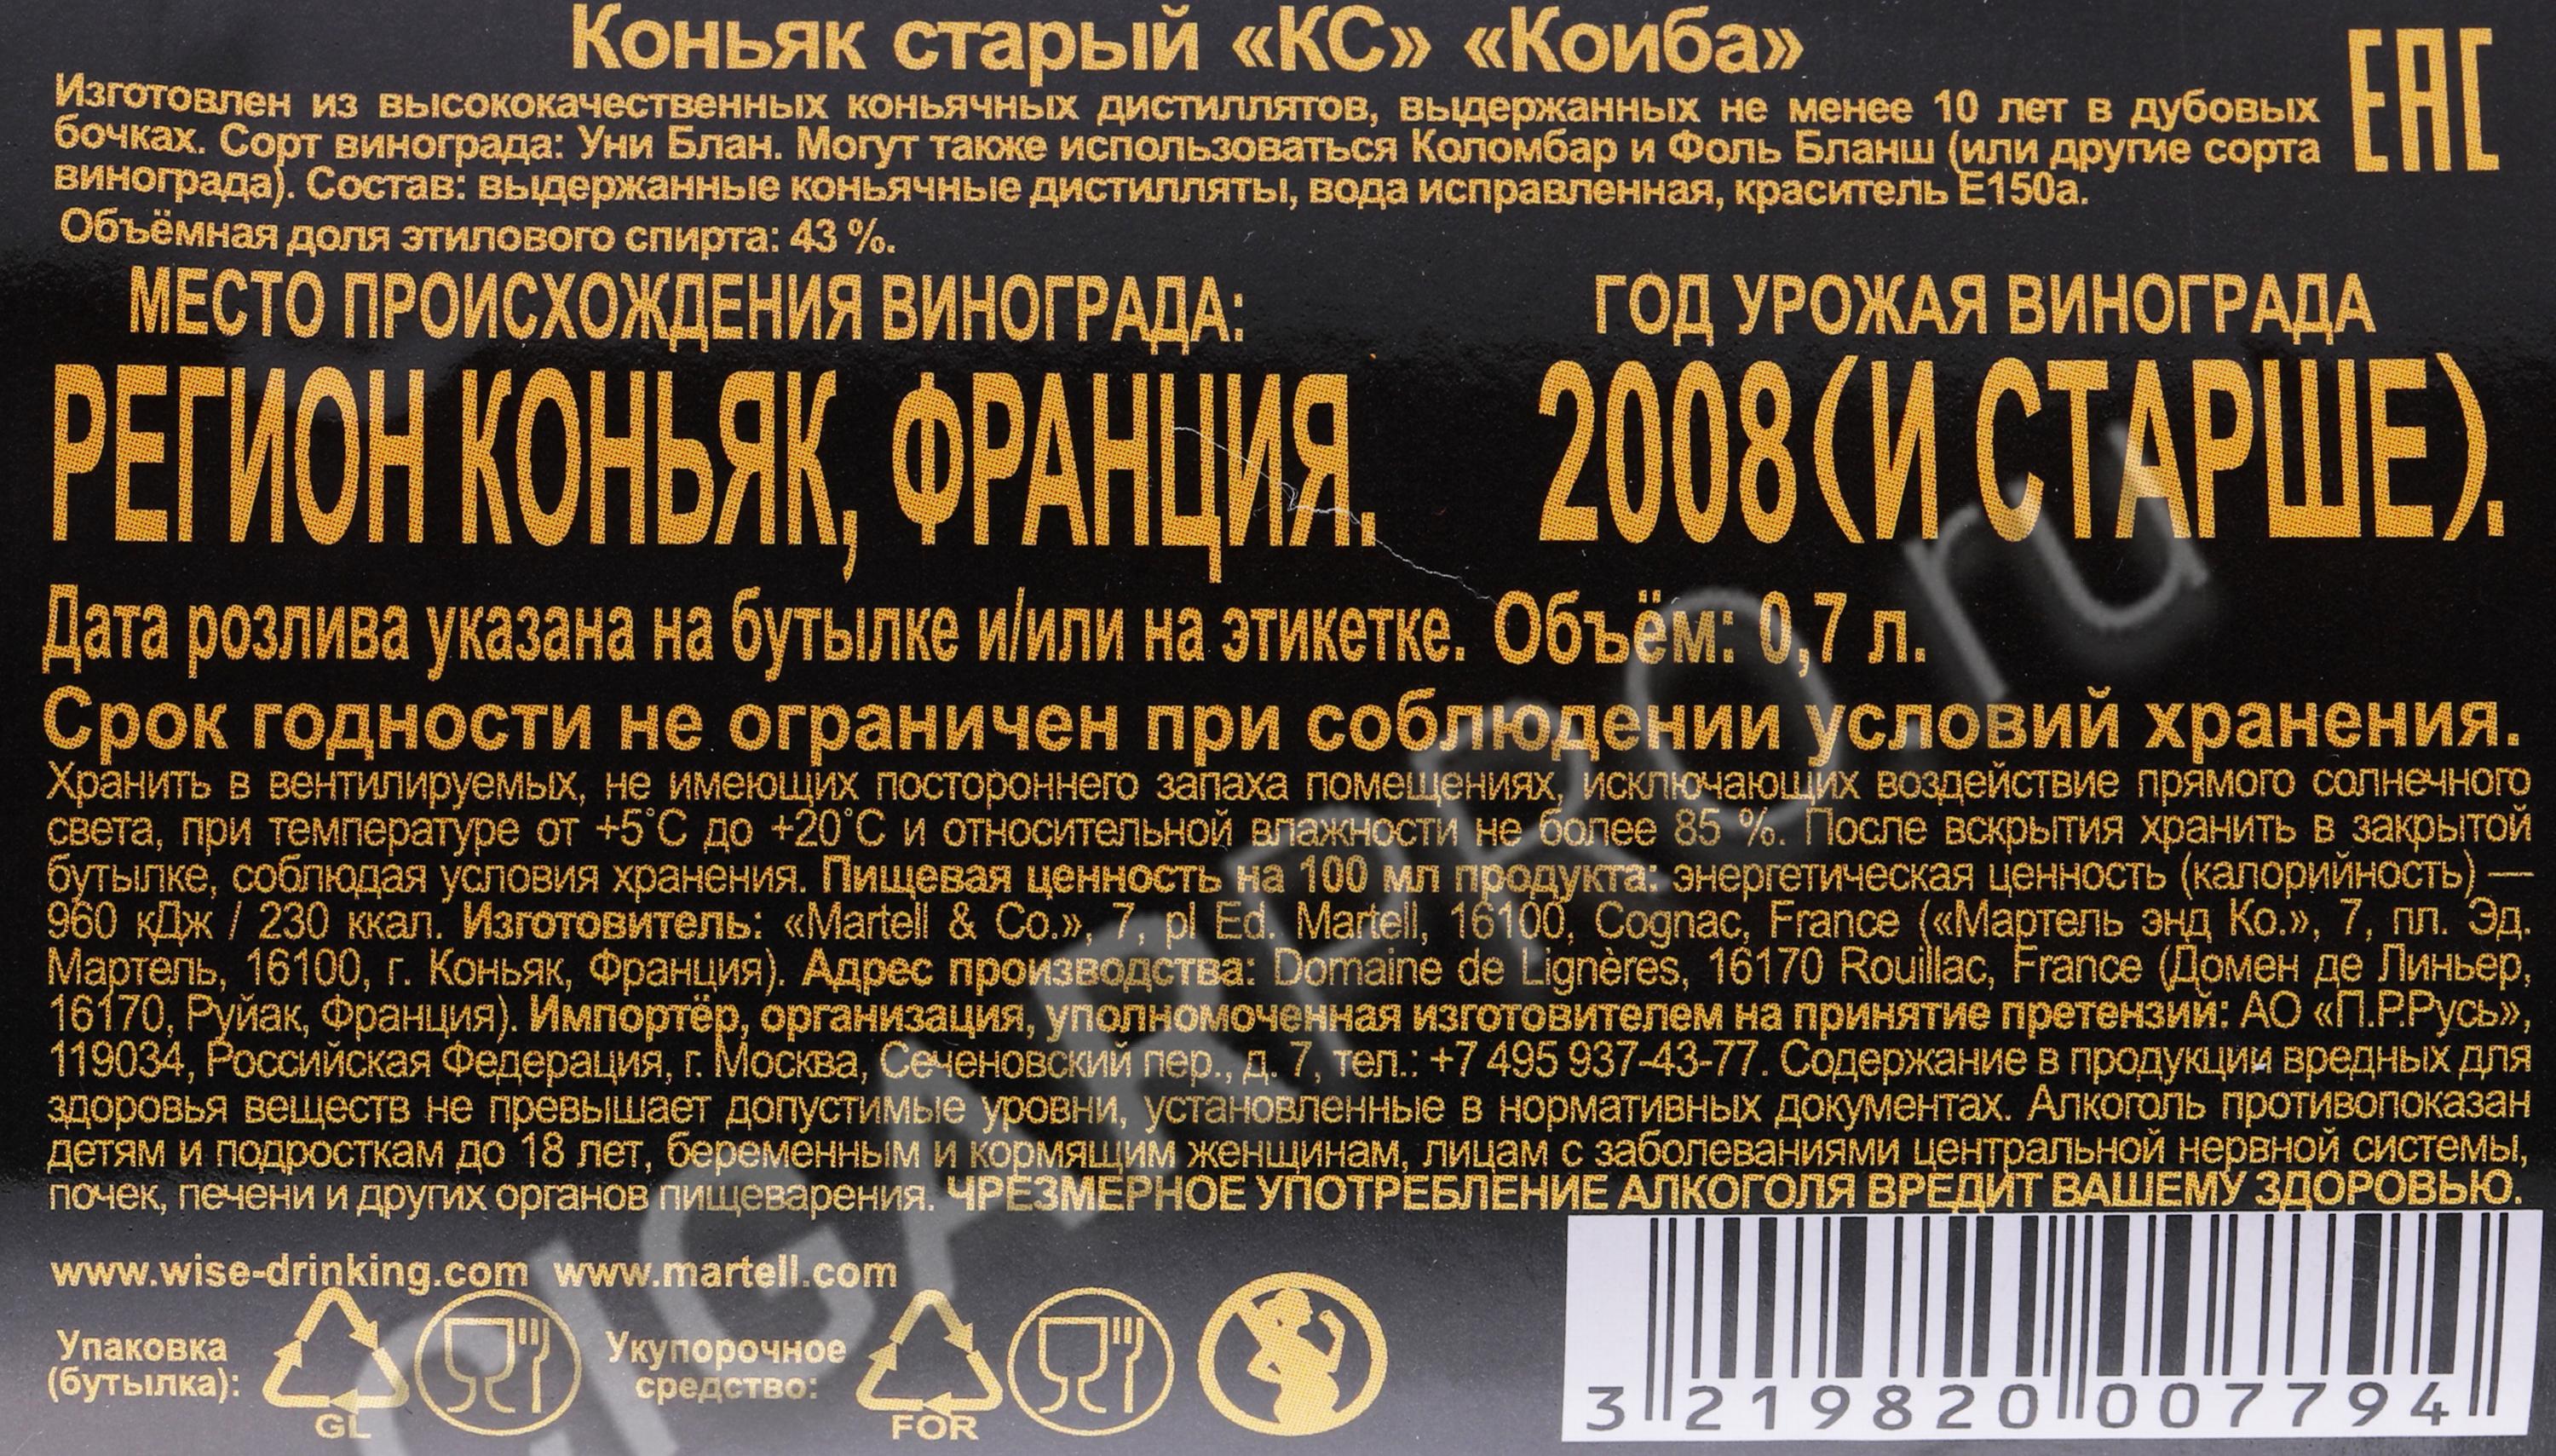 Коньяк старый «КС» «Коиба»
ЕАС
Изготовлен из высококачественных коньячных дистиллятов, выдержанных не менее 10 лет в дубовых
бочках. Сорт винограда: Уни Блан. Могут также использоваться Коломбар и Фоль Бланш (или другие сорта
винограда). Состав: выдержанные коньячные дистилляты, вода исправленная, краситель Е150а.
Объёмная доля этилового спирта: 43 %.
МЕСТО ПРОИСХОЖДЕНИЯ ВИНОГРАДА:
РЕГИОН КОНЬЯК, ФРАНЦИЯ.
ГОД УРОЖАЯ ВИНОГРАДА
2008(И СТАРШЕ).
Дата розлива указана на бутылке и/или на этикетке. Объём: 0,7 л.
Срок годности не ограничен при соблюдении условий хранения.
Хранить в вентилируемых, не имеющих постороннего запаха помещениях, исключающих воздействие прямого солнечного
света, при температуре от +5°С до +20°С и относительной влажности не более 85 %. После вскрытия хранить в закрытой
бутылке, соблюдая условия хранения. Пищевая ценность на 100 мл продукта: энергетическая ценность (калорийность) —
960 кДж / 230 ккал. Изготовитель: «Martell & Co.», 7, pl Ed. Martell, 16100, Cognac, France («Мартель энд Ко.», 7, пл. Эд.
Мартель, 16100, г. Коньяк, Франция). Адрес производства: Domaine de Lignères, 16170 Rouillac, France (Домен де Линьер,
16170, Руйак, Франция). Импортёр, организация, уполномоченная изготовителем на принятие претензий: АО «П.Р.Русь»,
119034, Российская Федерация, г. Москва, Сеченовский пер., д. 7, тел.: +7 495 937-43-77. Содержание в продукции вредных для
здоровья веществ не превышает допустимые уровни, установленные в нормативных документах. Алкоголь противопоказан
детям и подросткам до 18 лет, беременным и кормящим женщинам, лицам с заболеваниями центральной нервной системы,
почек, печени и других органов пищеварения. ЧРЕЗМЕРНОЕ УПОТРЕБЛЕНИЕ АЛКОГОЛЯ ВРЕДИТ ВАШЕМУ ЗДОРОВЬЮ.
www.wise-drinking.com www.martell.com
Упаковка
(бутылка):
GL
Укупорочное
средство:
FOR
3 219820 007794
CIGARPRO.ru